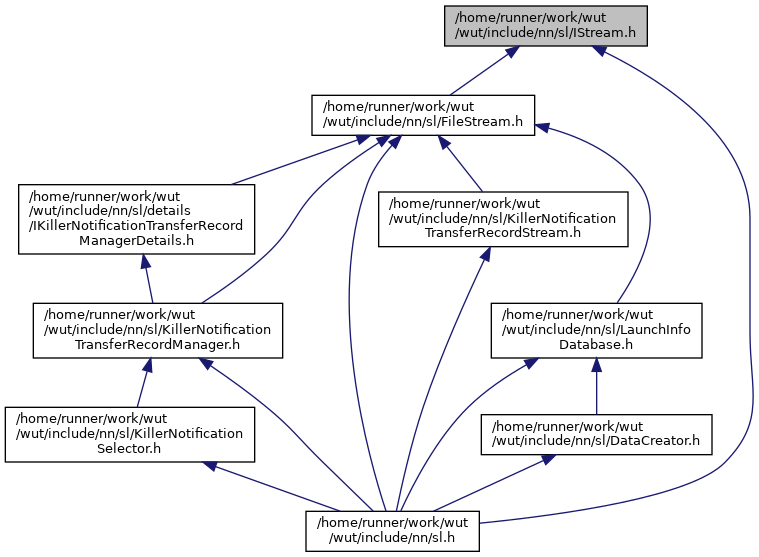 /home/runner/work/wut
/wut/include/nn/sl/IStream.h
/home/runner/work/wut
/wut/include/nn/sl/FileStream.h
/home/runner/work/wut
/wut/include/nn/sl/details
/IKillerNotificationTransferRecord
ManagerDetails.h
/home/runner/work/wut
/wut/include/nn/sl/KillerNotification
TransferRecordStream.h
/home/runner/work/wut
/wut/include/nn/sl/KillerNotification
TransferRecordManager.h
/home/runner/work/wut
/wut/include/nn/sl/LaunchInfo
Database.h
/home/runner/work/wut
/wut/include/nn/sl/KillerNotification
Selector.h
/home/runner/work/wut
/wut/include/nn/sl/DataCreator.h
/home/runner/work/wut
/wut/include/nn/sl.h